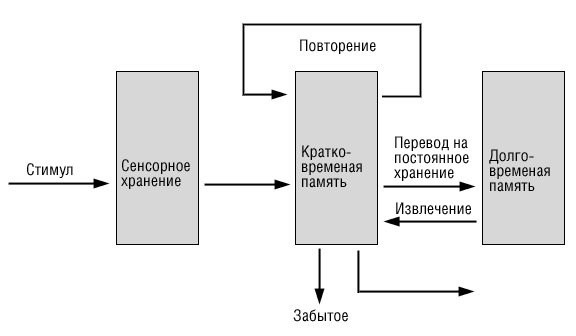 Повторение
Стимул
Сенсорное
хранение
Кратко-
временая
память
Перевод на
постоянное
хранение
Извлечение
Долго-
временая
память
Забытое